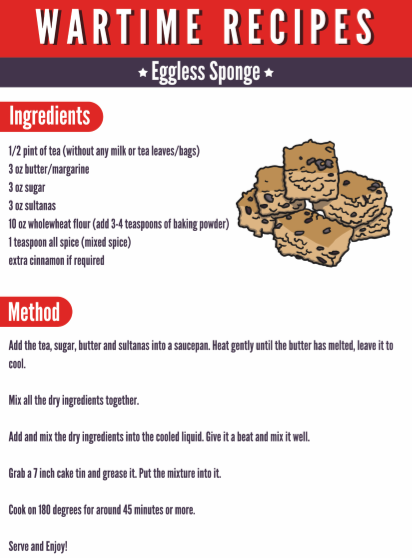 WARTIME RECIPES
Eggless Sponge
Ingredients
1/2 pint of tea (without any milk or tea leaves/bags)
3 oz butter/margarine
3 oz sugar
3 oz sultanas
10 oz wholewheat flour (add 3-4 teaspoons of baking powder)
1 teaspoon all spice (mixed spice)
extra cinnamon if required
Method
Add the tea, sugar, butter and sultanas into a saucepan. Heat gently until the butter has melted, leave it to
cool.
Mix all the dry ingredients together.
Add and mix the dry ingredients into the cooled liquid. Give it a beat and mix it well.
Grab a 7 inch cake tin and grease it. Put the mixture into it.
Cook on 180 degrees for around 45 minutes or more.
Serve and Enjoy!